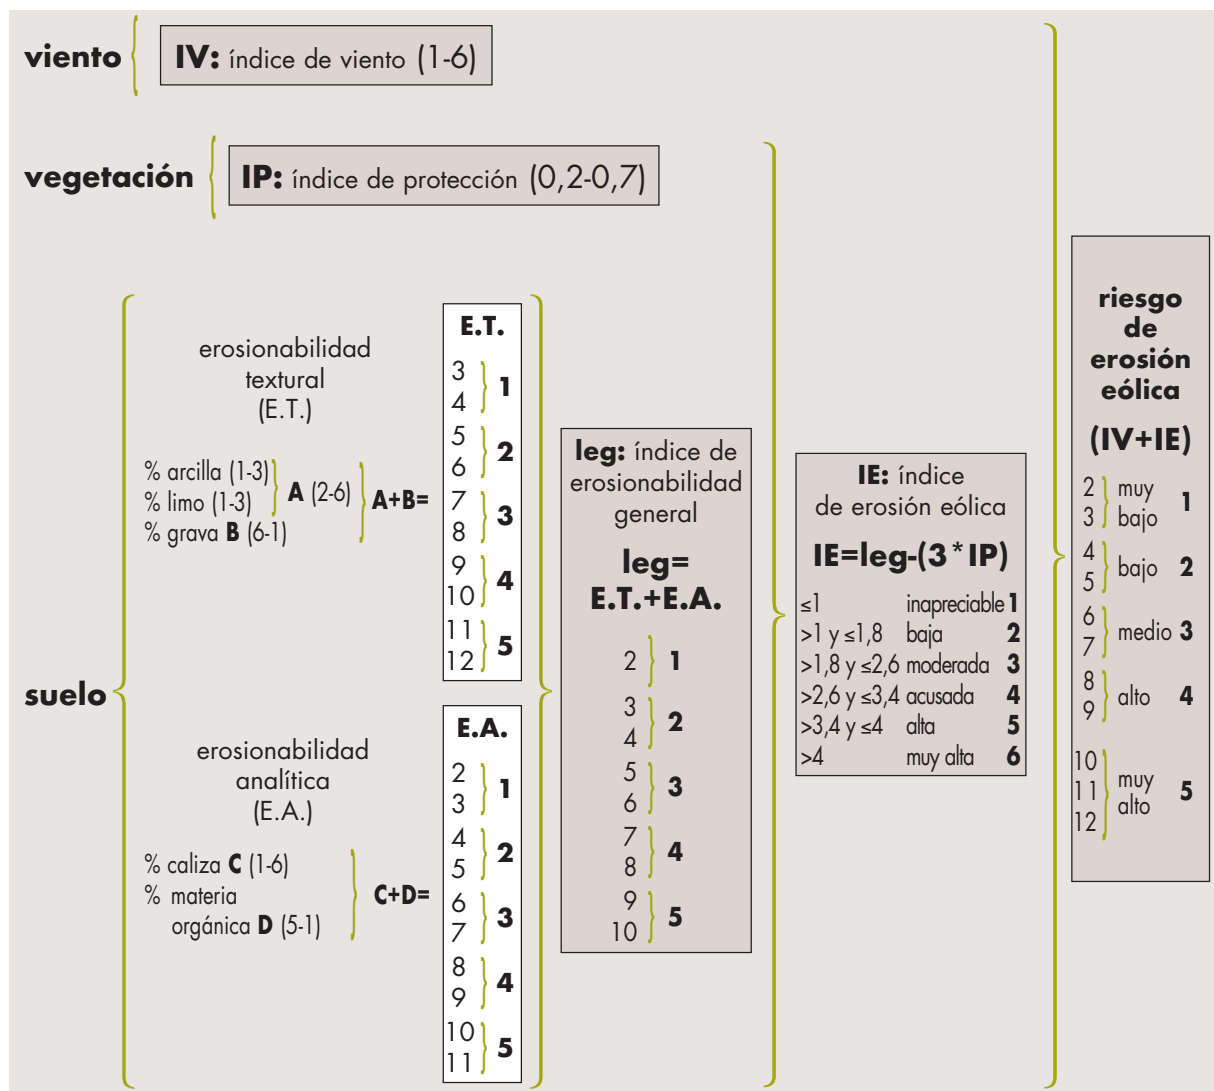 viento
IV: índice de viento (1-6)
vegetación
IP: índice de protección (0,2-0,7)
suelo
erosionabilidad
textural
(E.T.)
% arcilla (1-3)
% limo (1-3)
A (2-6)
% grava B (6-1)
A+B=
E.T.
3
4
1
5
6
2
7
8
3
9
10
4
11
12
5
erosionabilidad
analítica
(E.A.)
% caliza C (1-6)
% materia
orgánica D (5-1)
C+D=
E.A.
2
3
1
4
5
2
6
7
3
8
9
4
10
11
5
leg: índice de
erosionabilidad
general
leg=
E.T.+E.A.
2 1
3
4
2
5
6
3
7
8
4
9
10
5
IE: índice
de erosión eólica
IE=leg-(3*IP)
≤1 inapreciable 1
>1 y ≤1,8 baja 2
>1,8 y ≤2,6 moderada 3
>2,6 y ≤3,4 acusada 4
>3,4 y ≤4 alta 5
>4 muy alta 6
riesgo
de
erosión
eólica
(IV+IE)
2
3
muy
bajo
1
4
5
bajo 2
6
7
medio 3
8
9
alto 4
10
11
12
muy
alto
5